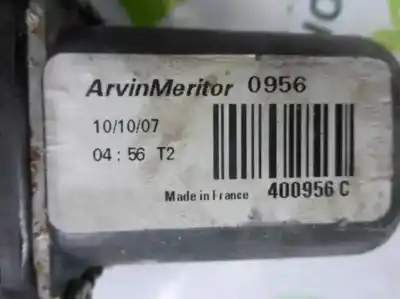 ArvinMeritor 0956
10/10/07
04:56 T2
Made in France 400956 C